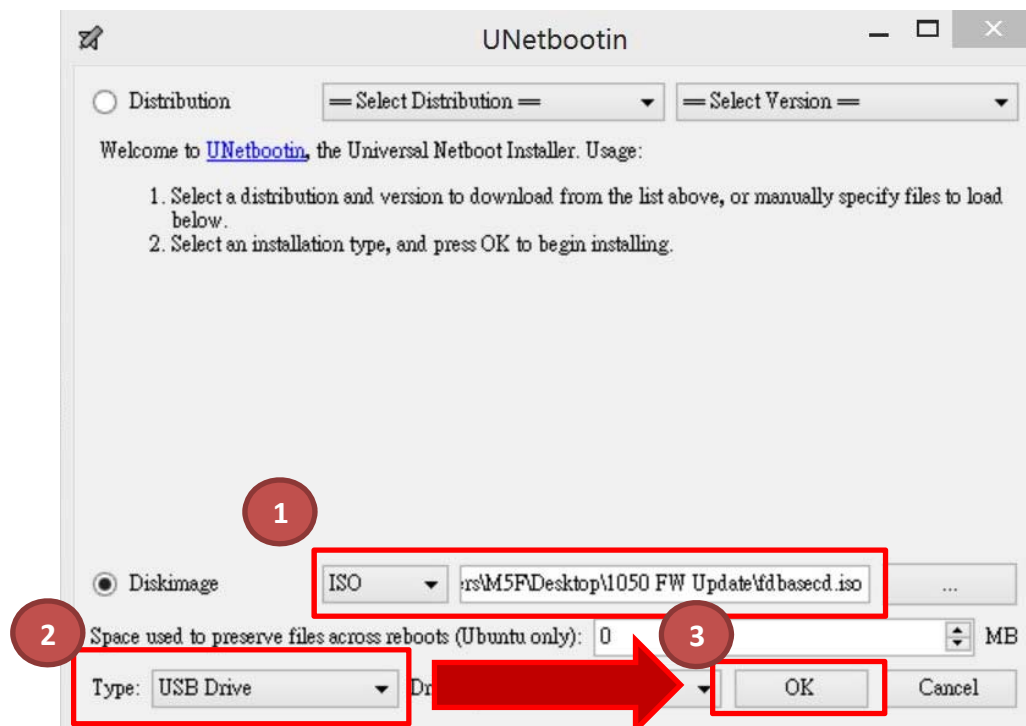 UNetbootin
Distribution == Select Distribution == == Select Version ==
Welcome to UNetbootin, the Universal Netboot Installer. Usage:
1. Select a distribution and version to download from the list above, or manually specify files to load
below.
2. Select an installation type, and press OK to begin installing.
1
Diskimage ISO ers\M5F\Desktop\1050 FW Update\fdbasecd.iso ...
2
Space used to preserve files across reboots (Ubuntu only): 0 MB
3
Type: USB Drive OK Cancel